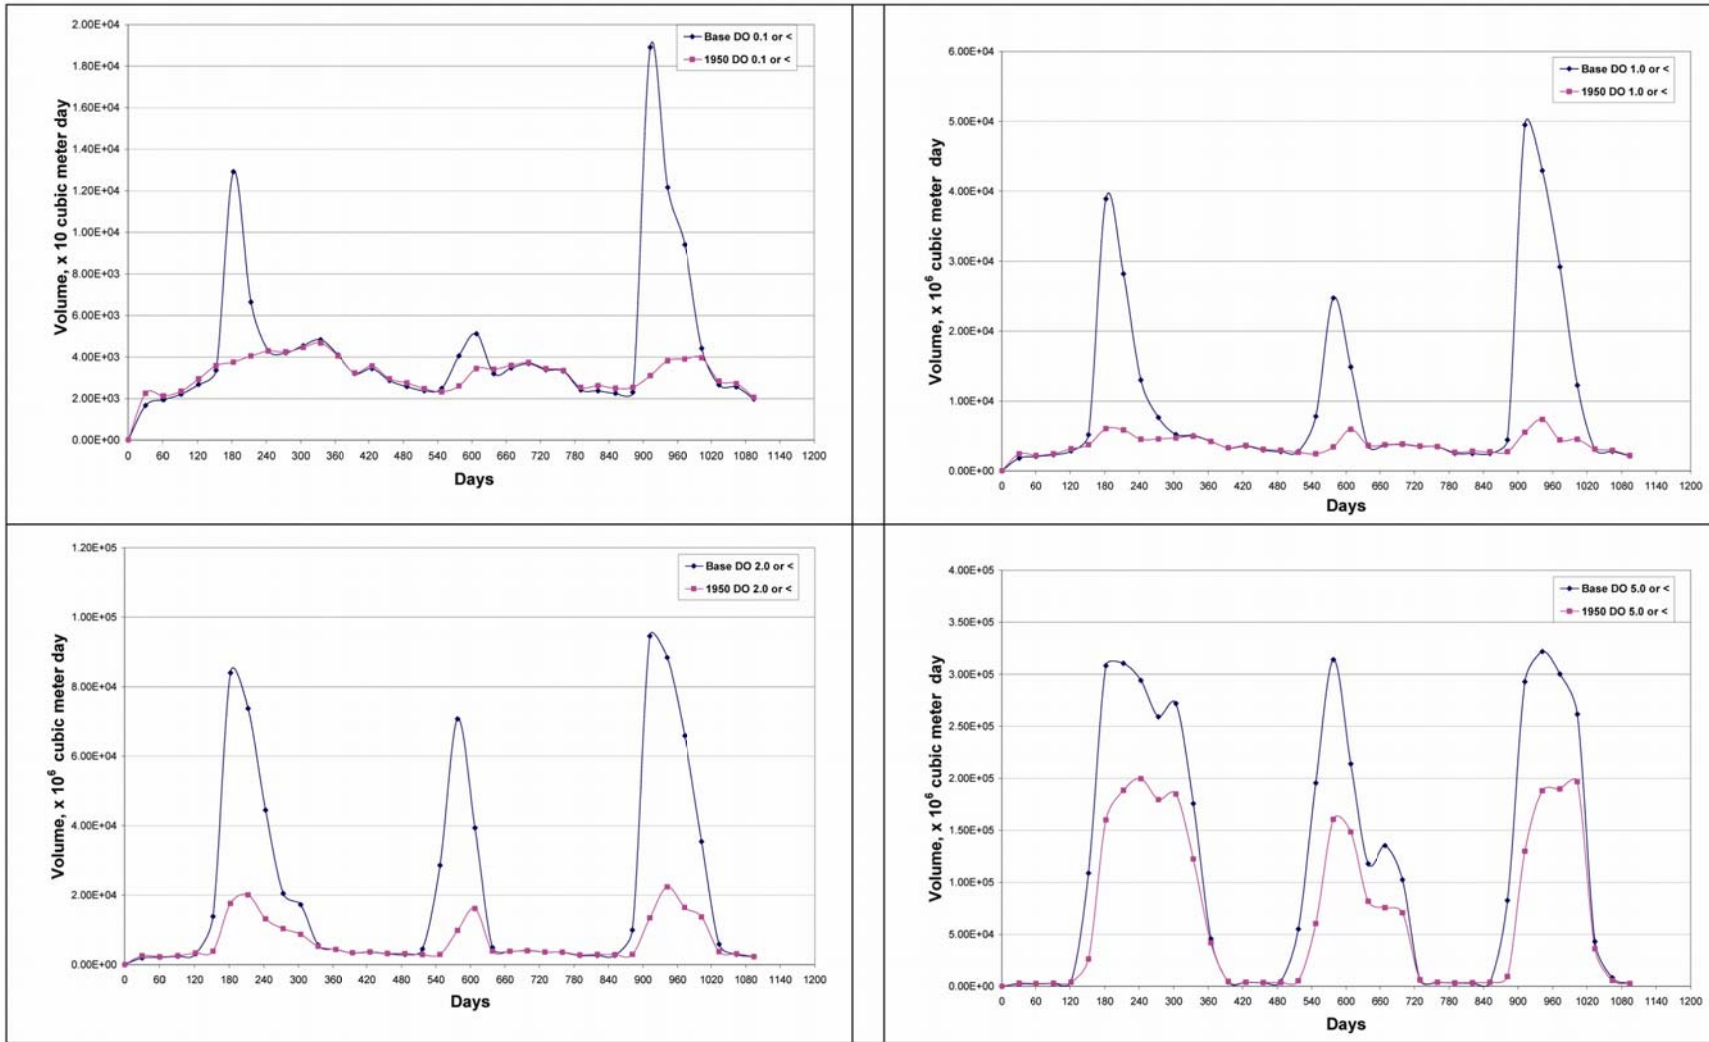 2.00E+04
1.80E+04
1.60E+04
1.40E+04
1.20E+04
1.00E+04
8.00E+03
6.00E+03
4.00E+03
2.00E+03
0.00E+00
Volume, x 10 cubic meter day
0 60 120 180 240 300 360 420 480 540 600 660 720 780 840 900 960 1020 1080 1140 1200
Days
Base DO 0.1 or <
1950 DO 0.1 or <
6.00E+04
5.00E+04
4.00E+04
3.00E+04
2.00E+04
1.00E+04
0.00E+00
Volume, x 10⁶ cubic meter day
0 60 120 180 240 300 360 420 480 540 600 660 720 780 840 900 960 1020 1080 1140 1200
Days
Base DO 1.0 or <
1950 DO 1.0 or <
1.20E+05
1.00E+05
8.00E+04
6.00E+04
4.00E+04
2.00E+04
0.00E+00
Volume, x 10⁶ cubic meter day
0 60 120 180 240 300 360 420 480 540 600 660 720 780 840 900 960 1020 1080 1140 1200
Days
Base DO 2.0 or <
1950 DO 2.0 or <
4.00E+05
3.50E+05
3.00E+05
2.50E+05
2.00E+05
1.50E+05
1.00E+05
5.00E+04
0.00E+00
Volume, x 10⁶ cubic meter day
0 60 120 180 240 300 360 420 480 540 600 660 720 780 840 900 960 1020 1080 1140 1200
Days
Base DO 5.0 or <
1950 DO 5.0 or <